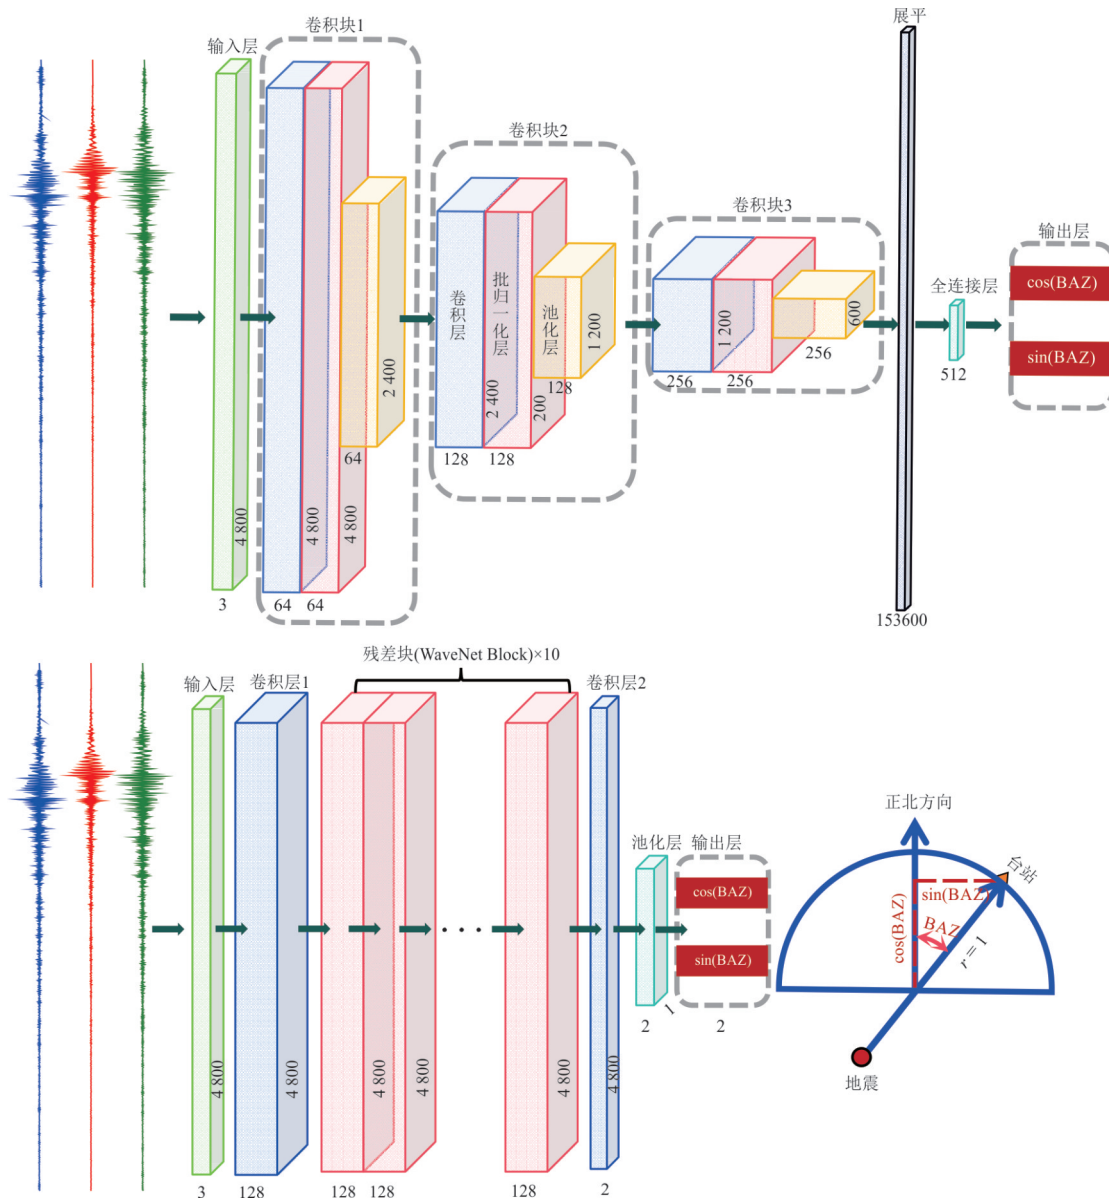 展平
卷积块1
输入层
卷积块2
卷积块3
输出层
全连接层
cos(BAZ)
sin(BAZ)
卷积层
批归一化层
池化层
4 800
4 800
4 800
2 400
2 400
200
1 200
1 200
600
3
64
64
64
128
128
128
256
256
256
512
153600
残差块(WaveNet Block)×10
输入层
卷积层1
卷积层2
池化层
输出层
cos(BAZ)
sin(BAZ)
4 800
4 800
4 800
4 800
4 800
4 800
3
128
128
128
128
2
2
1
2
正北方向
台站
sin(BAZ)
cos(BAZ)
BAZ
r = 1
地震